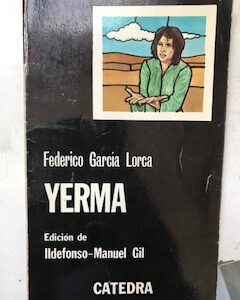 Federico García Lorca
YERMA
Edición de
Ildefonso-Manuel Gil
CATEDRA